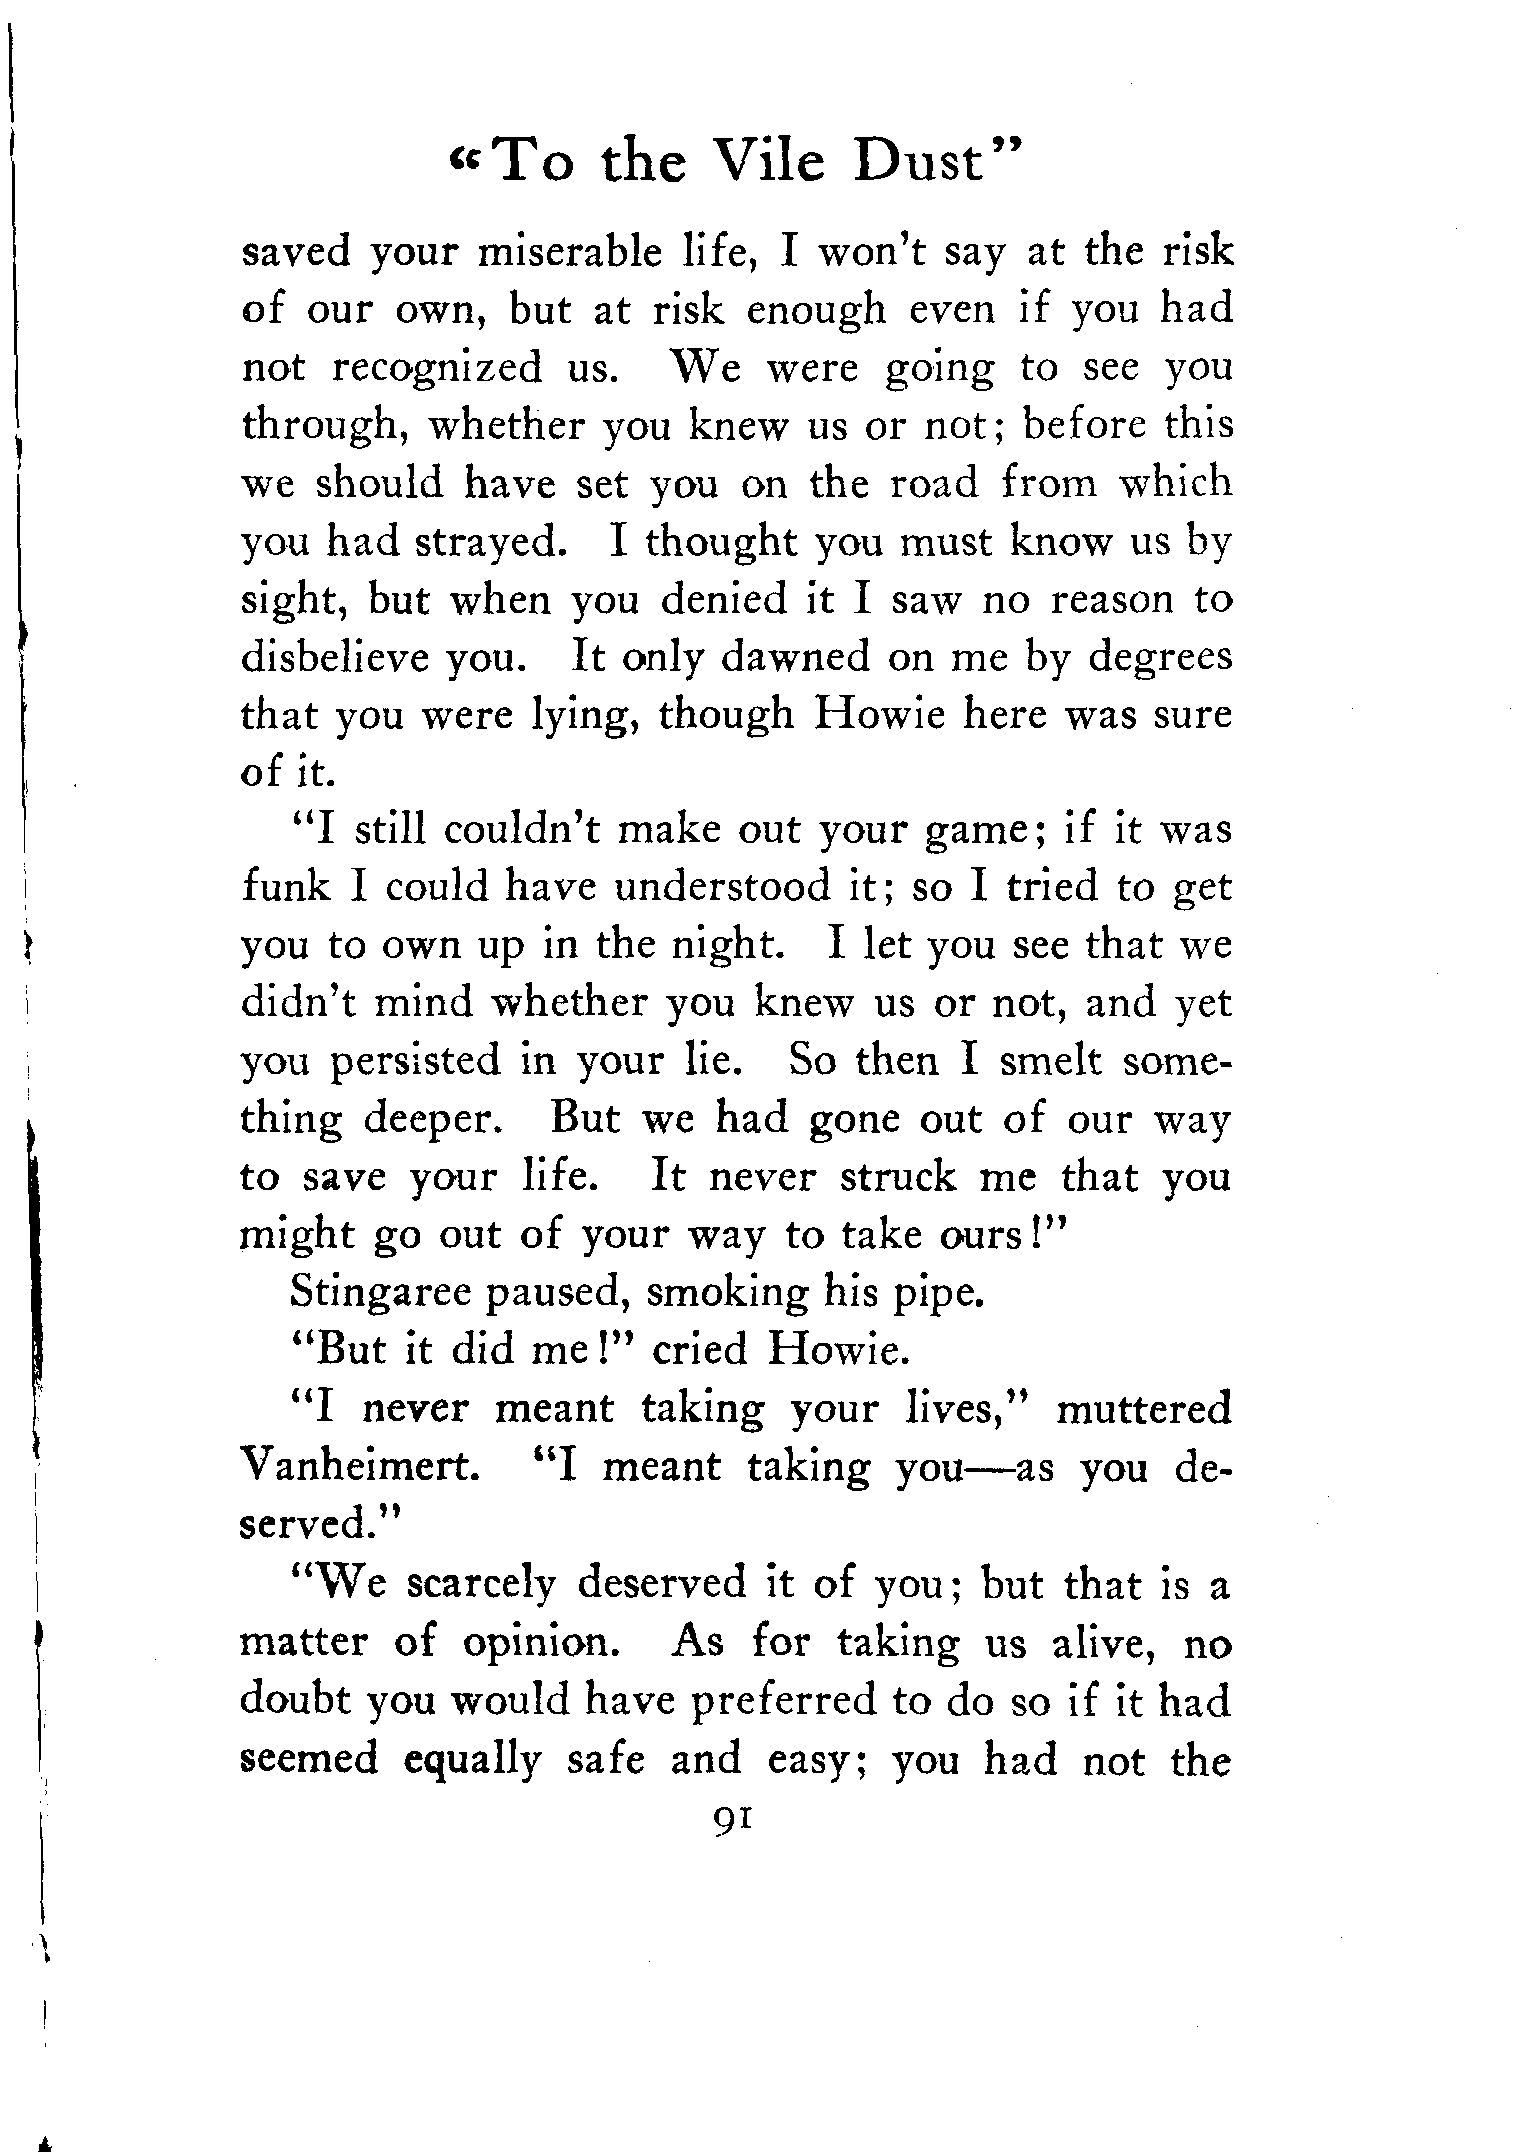 "To the Vile Dust"
saved your miserable life, I won't say at the risk
of our own, but at risk enough even if you had
not recognized us. We were going to see you
through, whether you knew us or not; before this
we should have set you on the road from which
you had strayed. I thought you must know us by
sight, but when you denied it I saw no reason to
disbelieve you. It only dawned on me by degrees
that you were lying, though Howie here was sure
of it.
"I still couldn't make out your game; if it was
funk I could have understood it; so I tried to get
you to own up in the night. I let you see that we
didn't mind whether you knew us or not, and yet
you persisted in your lie. So then I smelt some-
thing deeper. But we had gone out of our way
to save your life. It never struck me that you
might go out of your way to take ours!"
Stingaree paused, smoking his pipe.
"But it did me!" cried Howie.
"I never meant taking your lives," muttered
Vanheimert. "I meant taking you—as you de-
served."
"We scarcely deserved it of you; but that is a
matter of opinion. As for taking us alive, no
doubt you would have preferred to do so if it had
seemed equally safe and easy; you had not the
91